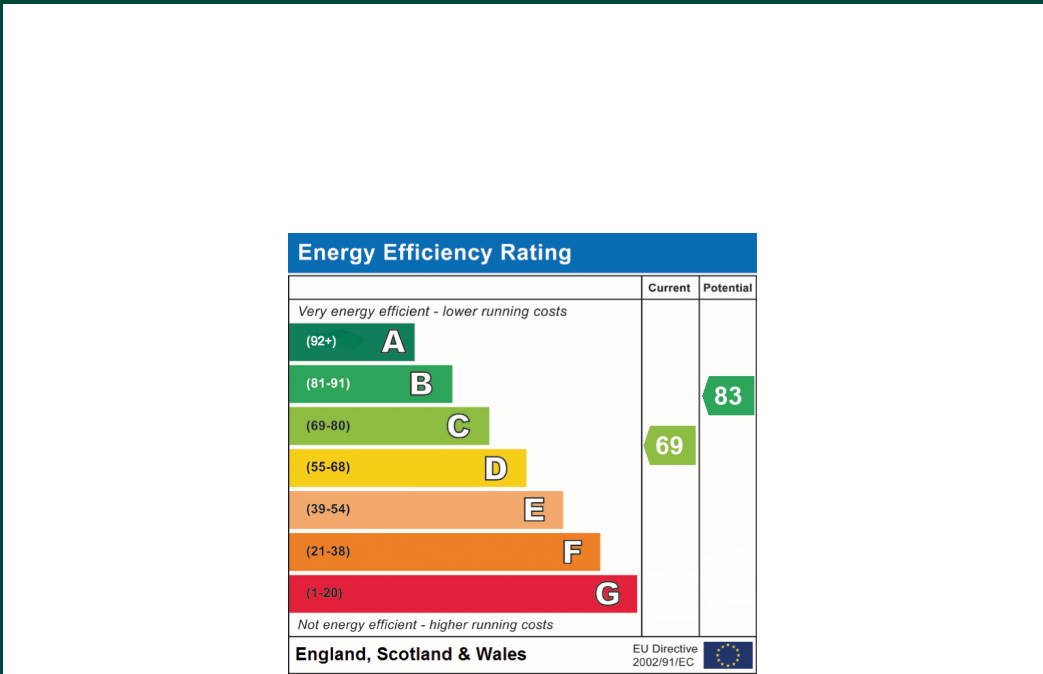 Energy Efficiency Rating
Current Potential
Very energy efficient - lower running costs
(92+) A
(81-91) B
83
(69-80) C
69
(55-68) D
(39-54) E
(21-38) F
(1-20) G
Not energy efficient - higher running costs
England, Scotland & Wales
EU Directive
2002/91/EC